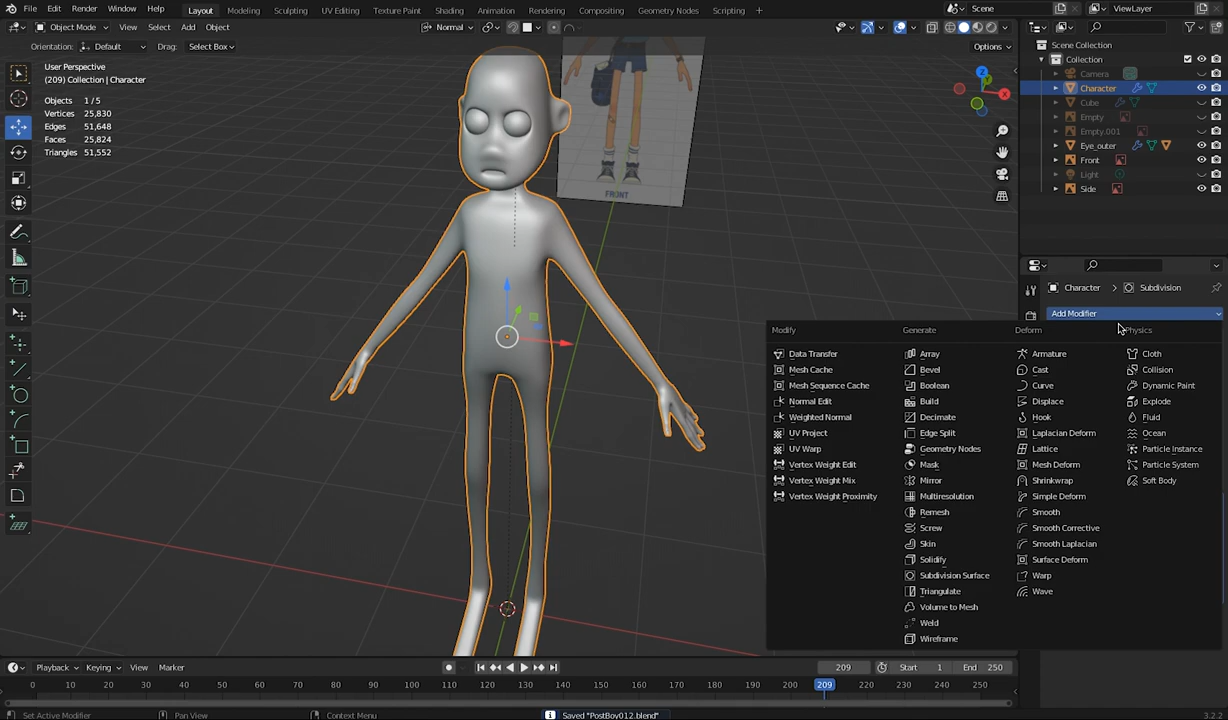 File Edit Render Window Help Layout Modeling Sculpting UV Editing Texture Paint Shading Animation Rendering Compositing Geometry Nodes Scripting + Scene ViewLayer
Object Mode View Select Add Object Normal
Orientation: Default Drag: Select Box Options
User Perspective
(209) Collection | Character
Objects 1/5
Vertices 25,830
Edges 51,648
Faces 25,824
Triangles 51,552
FRONT
Z
X
Scene Collection
Collection
Camera
Character
Cube
Empty
Empty.001
Eye_outer
Front
Light
Side
Character > Subdivision
Add Modifier
Modify
Data Transfer
Mesh Cache
Mesh Sequence Cache
Normal Edit
Weighted Normal
UV Project
UV Warp
Vertex Weight Edit
Vertex Weight Mix
Vertex Weight Proximity
Generate
Array
Bevel
Boolean
Build
Decimate
Edge Split
Geometry Nodes
Mask
Mirror
Multiresolution
Remesh
Screw
Skin
Solidify
Subdivision Surface
Triangulate
Volume to Mesh
Weld
Wireframe
Deform
Armature
Cast
Curve
Displace
Hook
Laplacian Deform
Lattice
Mesh Deform
Shrinkwrap
Simple Deform
Smooth
Smooth Corrective
Smooth Laplacian
Surface Deform
Warp
Wave
Physics
Cloth
Collision
Dynamic Paint
Explode
Fluid
Ocean
Particle Instance
Particle System
Soft Body
Playback Keying View Marker 209 Start 1 End 250
0 10 20 30 40 50 60 70 80 90 100 110 120 130 140 150 160 170 180 190 200 209 220 230 240 250
Set Active Modifier Pan View Context Menu Saved "PostBoy012.blend" 3.2.2